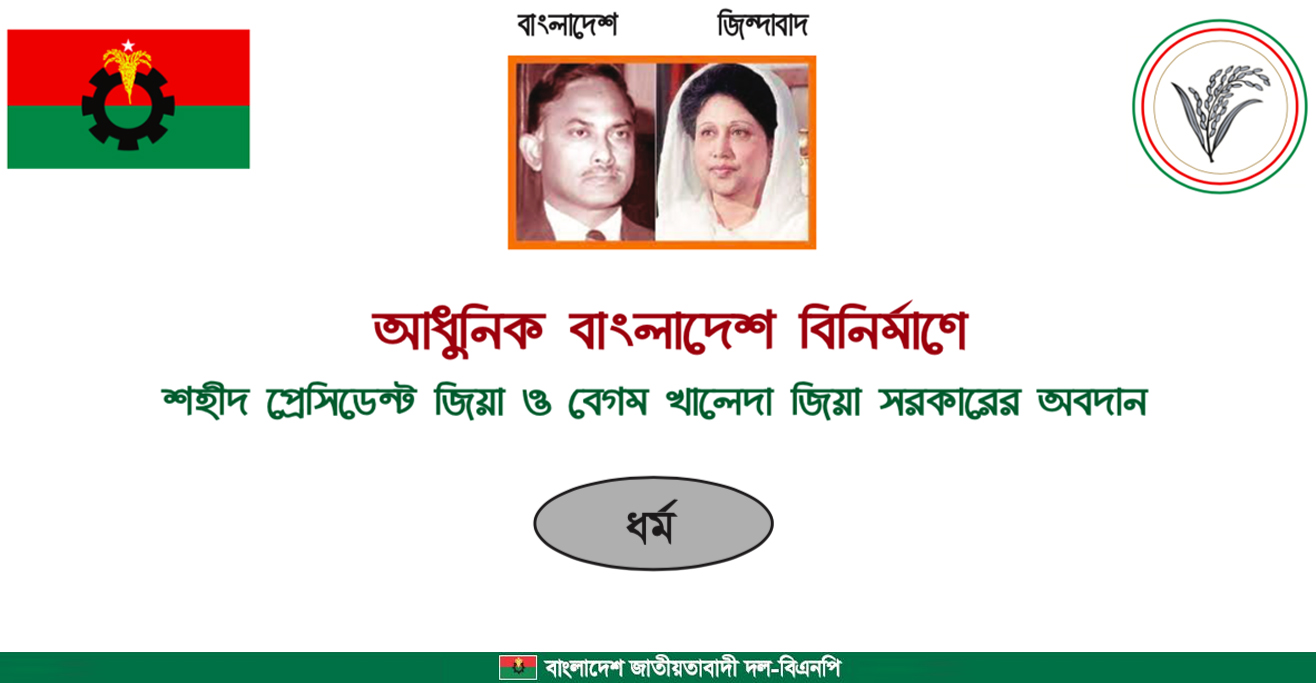 বাংলাদেশ জিন্দাবাদ
আধুনিক বাংলাদেশ বিনির্মাণে
শহীদ প্রেসিডেন্ট জিয়া ও বেগম খালেদা জিয়া সরকারের অবদান
ধর্ম
বাংলাদেশ জাতীয়তাবাদী দল-বিএনপি